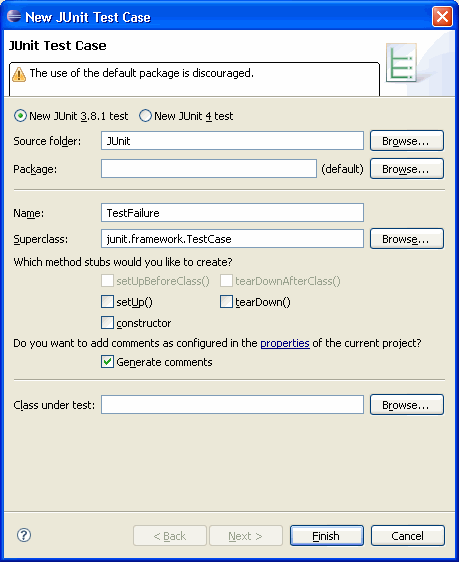 New JUnit Test Case
JUnit Test Case
The use of the default package is discouraged.
New JUnit 3.8.1 test New JUnit 4 test
Source folder: JUnit Browse...
Package: (default) Browse...
Name: TestFailure
Superclass: junit.framework.TestCase Browse...
Which method stubs would you like to create?
setUpBeforeClass() tearDownAfterClass()
setUp() tearDown()
constructor
Do you want to add comments as configured in the properties of the current project?
Generate comments
Class under test: Browse...
? < Back Next > Finish Cancel